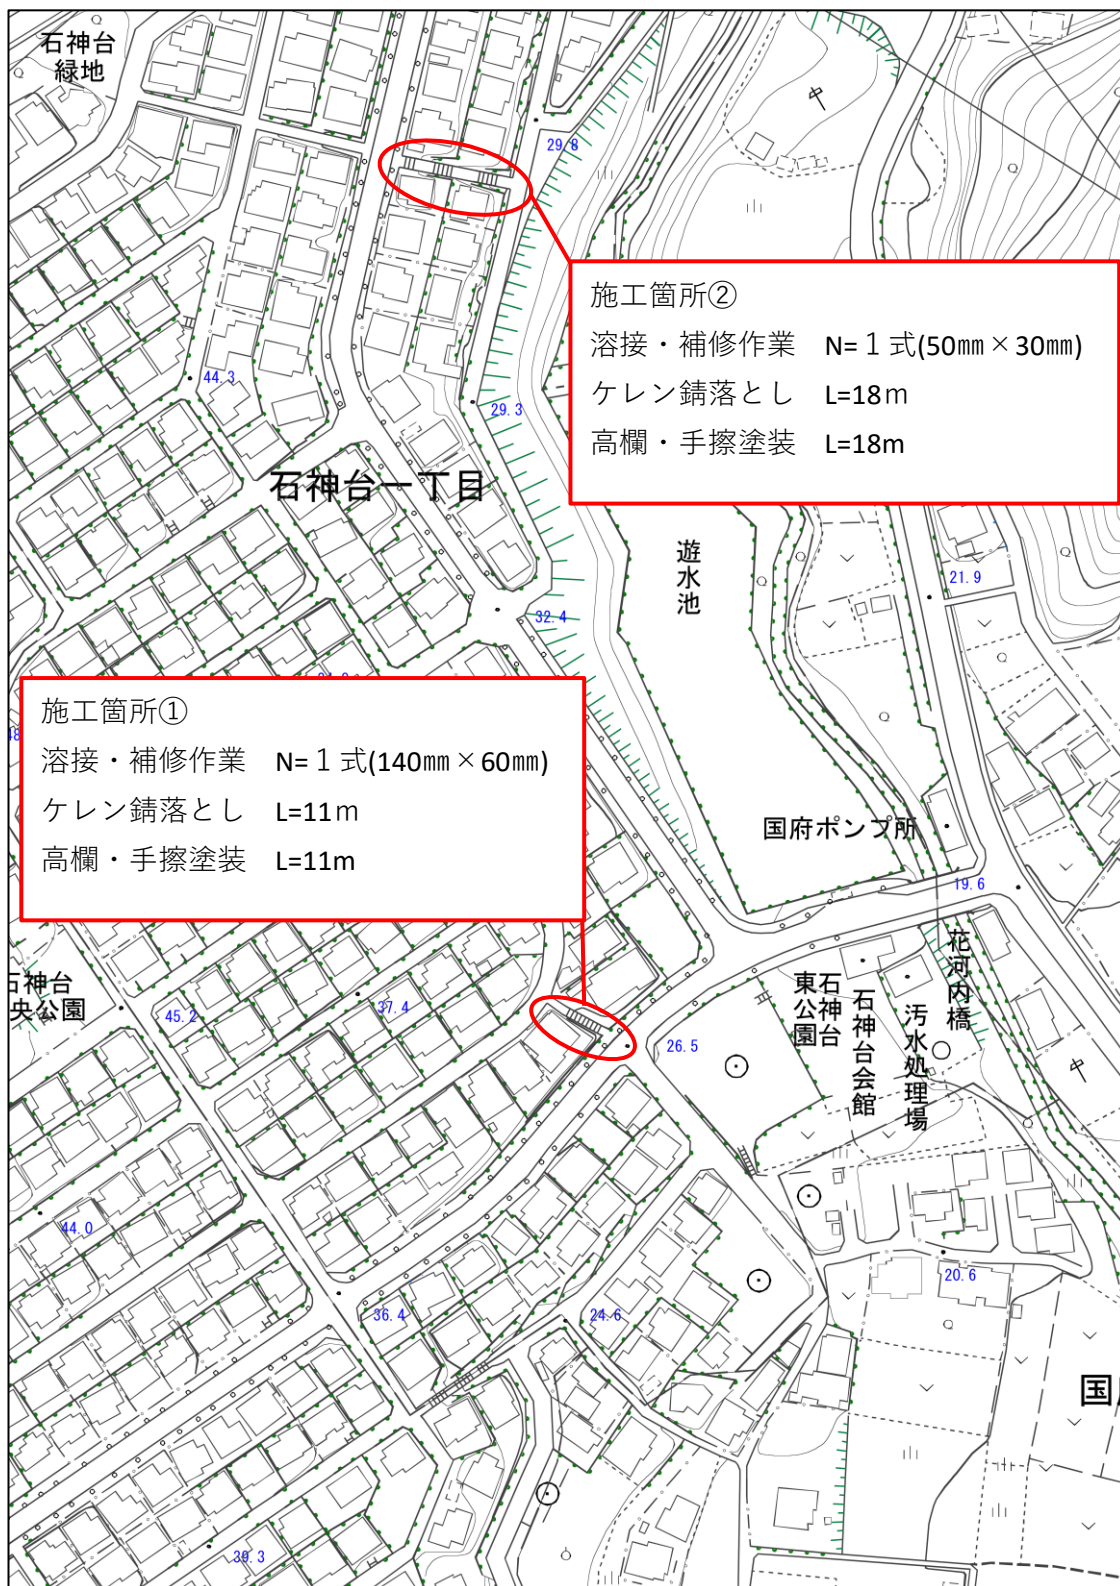 石神台
緑地
29.8
施工箇所②
溶接・補修作業　N=１式(50㎜×30㎜)
ケレン錆落とし　L=18ｍ
高欄・手摺塗装　L=18m
44.3
29.3
石神台一丁目
遊水池
21.9
32.4
施工箇所①
溶接・補修作業　N=１式(140㎜×60㎜)
ケレン錆落とし　L=11ｍ
高欄・手摺塗装　L=11m
48
国府ポンプ所
19.6
花河内橋
石神台
東公園
石神台会館
汚水処理場
石神台
央公園
45.2
37.4
26.5
44.0
20.6
36.4
24.6
国
39.3